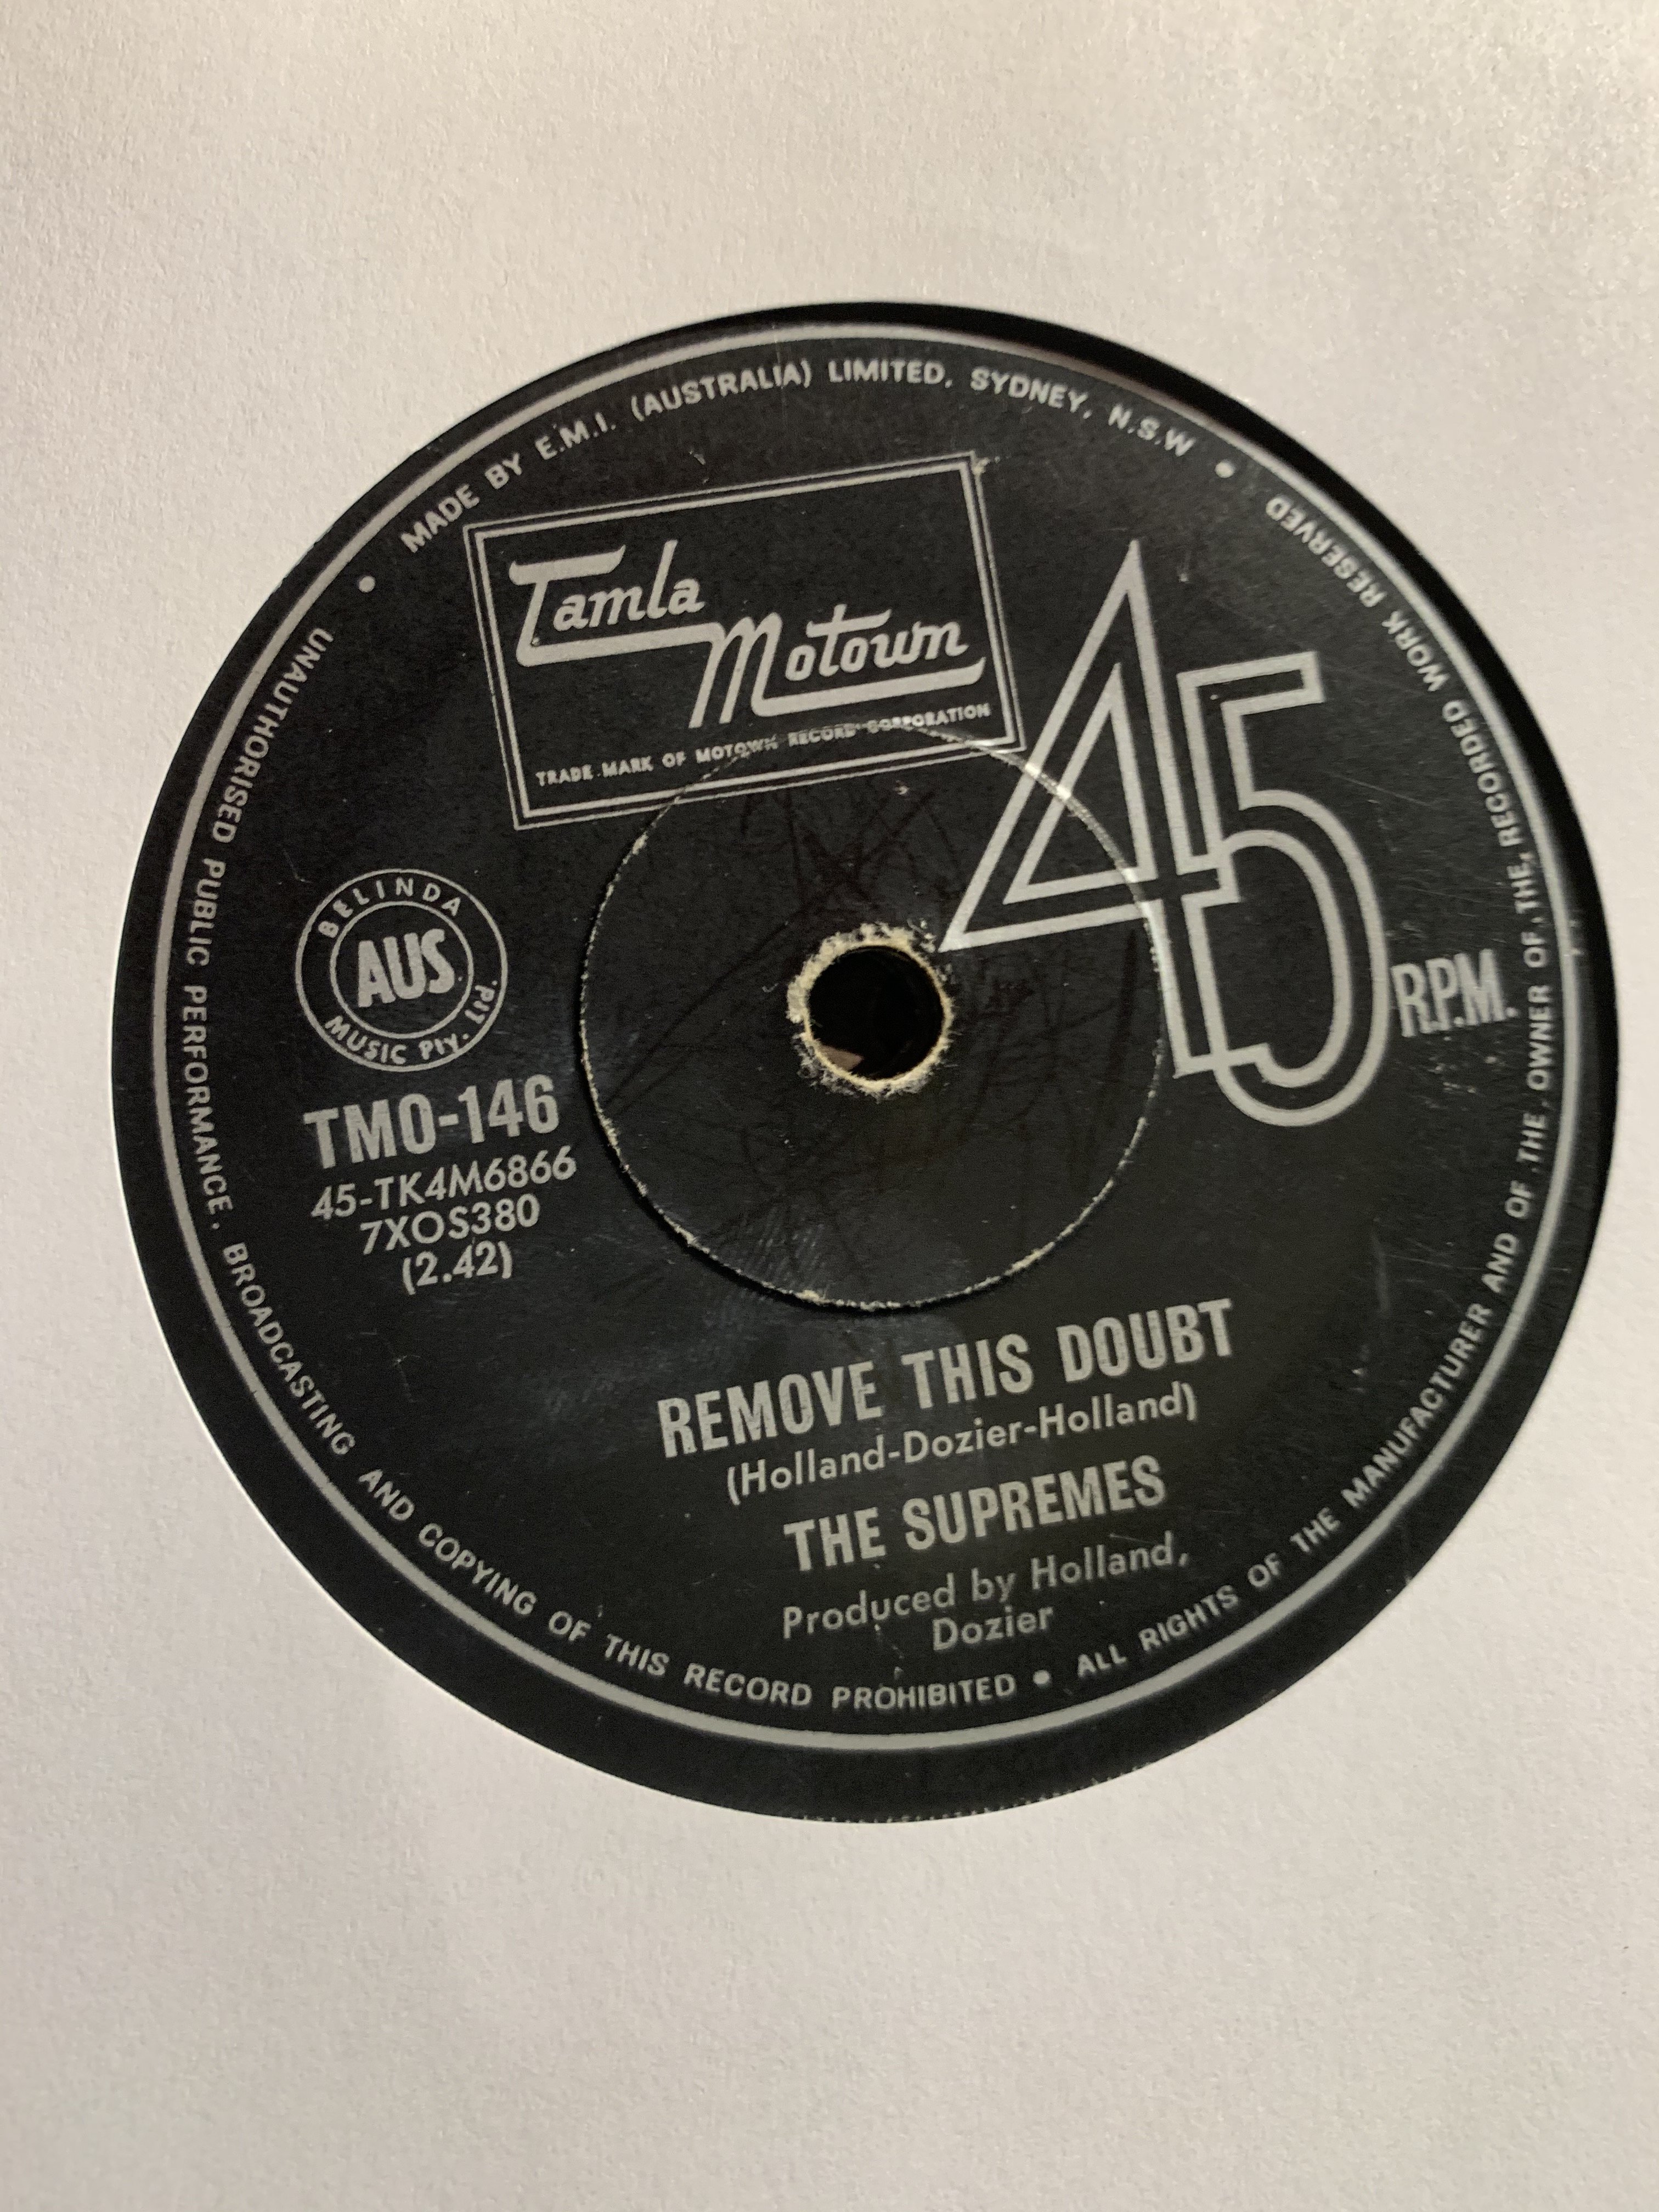 MADE BY E.M.I. (AUSTRALIA) LIMITED, SYDNEY, N.S.W •
Tamla
Motown
TRADE MARK OF MOTOWN RECORD CORPORATION
45
R.P.M.
BELINDA
AUS
MUSIC Pty. Ltd.
TMO-146
45-TK4M6866
7XOS380
(2.42)
REMOVE THIS DOUBT
(Holland-Dozier-Holland)
THE SUPREMES
Produced by Holland,
Dozier
ALL RIGHTS OF THE MANUFACTURER AND OF THE OWNER OF THE RECORDED WORK RESERVED
UNAUTHORISED PUBLIC PERFORMANCE, BROADCASTING AND COPYING OF THIS RECORD PROHIBITED •